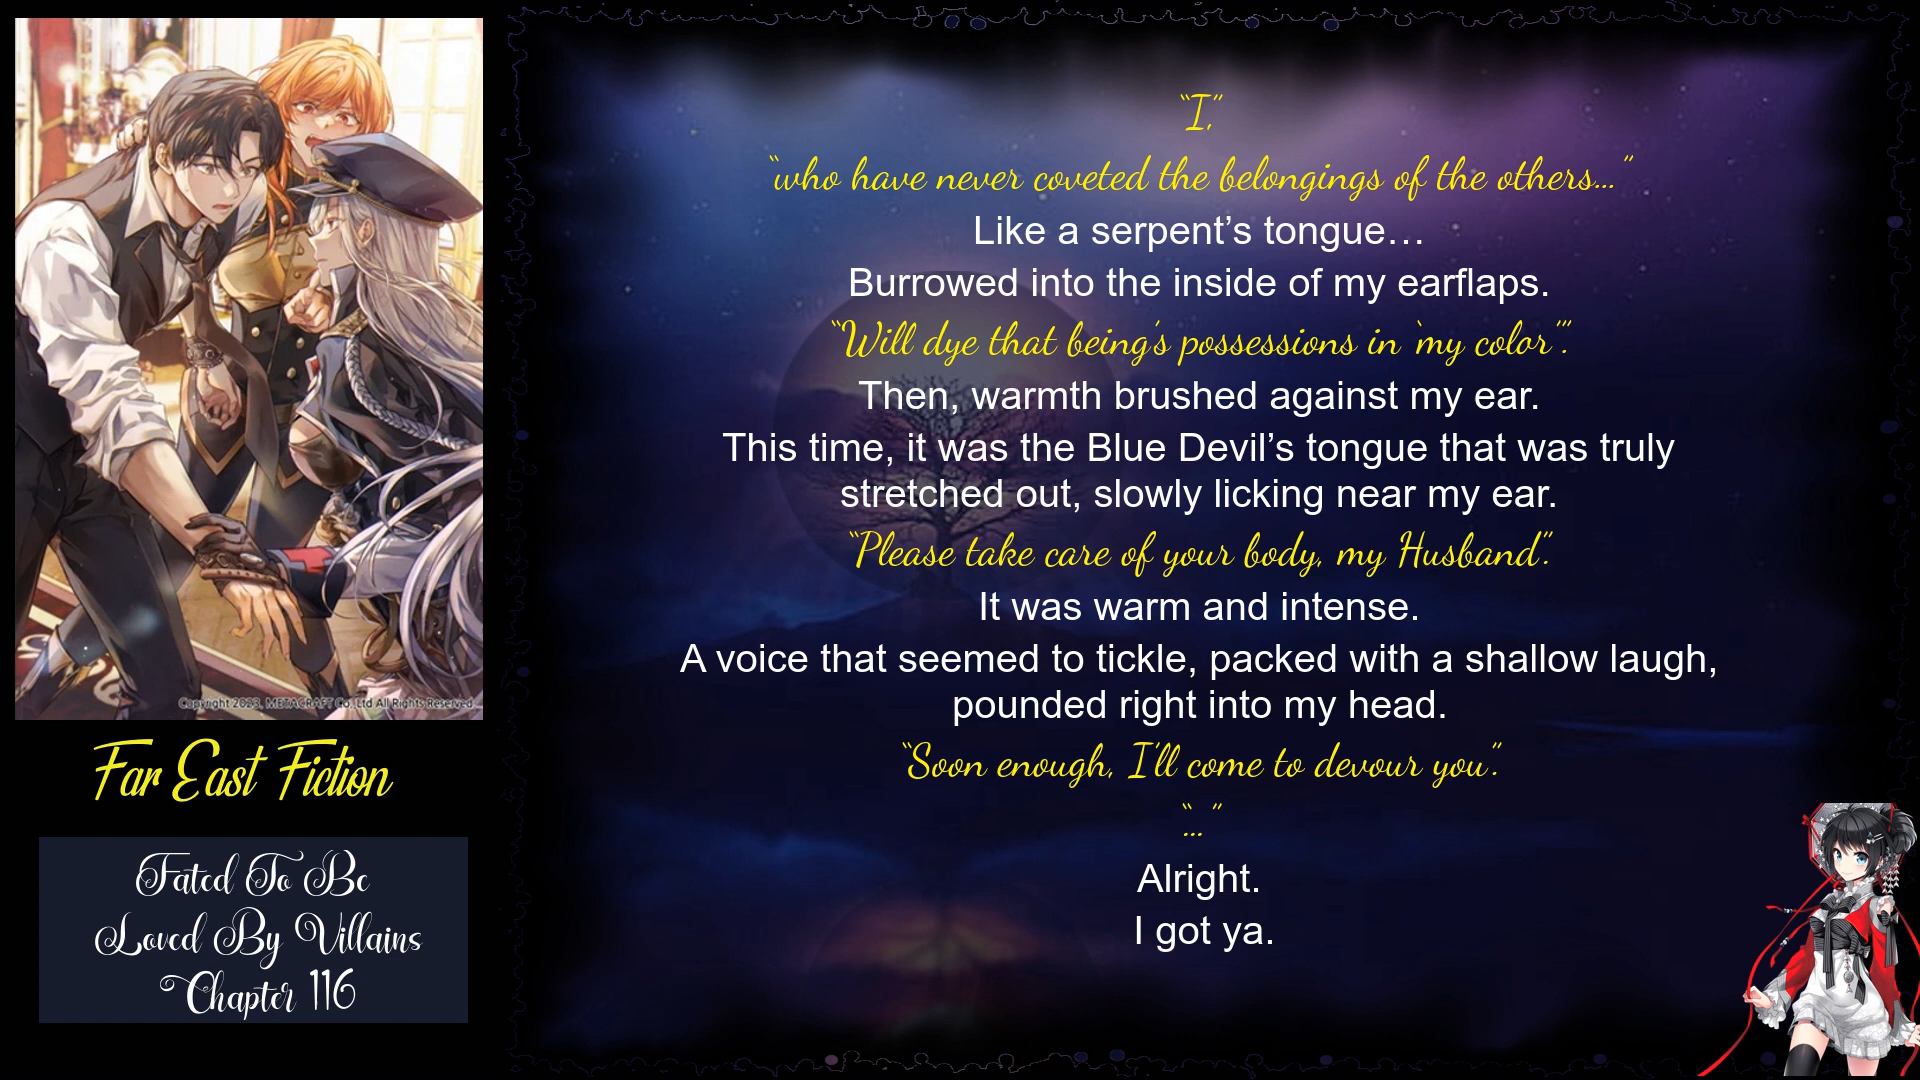 “I,”
“who have never coveted the belongings of the others...”
Like a serpent’s tongue…
Burrowed into the inside of my earflaps.
“Will dye that being’s possessions in ‘my color’”.
Then, warmth brushed against my ear.
This time, it was the Blue Devil’s tongue that was truly
stretched out, slowly licking near my ear.
“Please take care of your body, my Husband”.
It was warm and intense.
A voice that seemed to tickle, packed with a shallow laugh,
pounded right into my head.
“Soon enough, I’ll come to devour you”.
“... ”
Alright.
I got ya.
Copyright 2023. METACRAFT Co,.Ltd All Rights Reserved
Far East Fiction
Fated To Be
Loved By Villains
Chapter 116